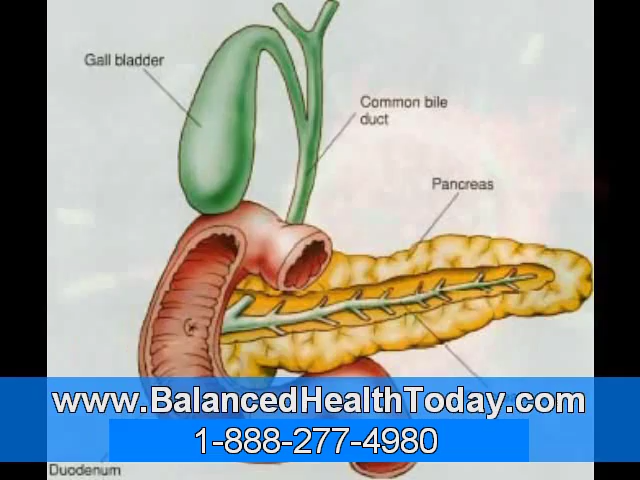 Gall bladder
Common bile
duct
Pancreas
www.BalancedHealthToday.com
1-888-277-4980
Duodenum